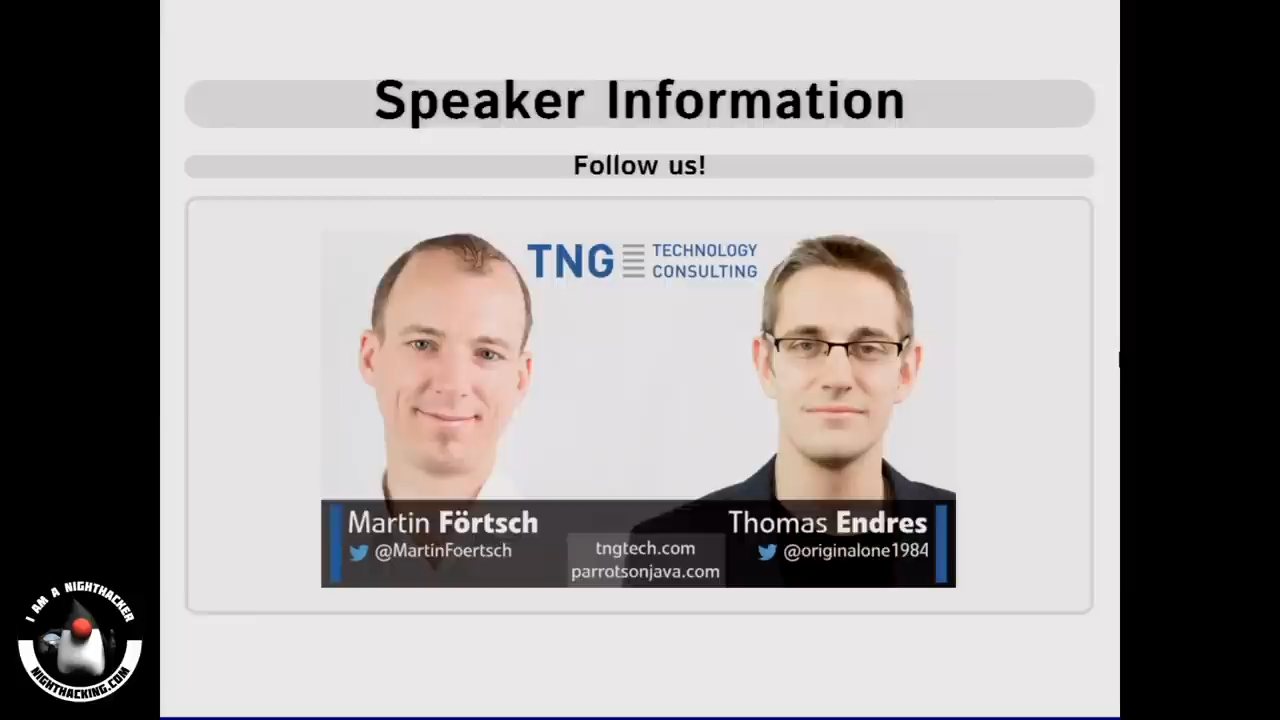 Speaker Information
Follow us!
TNG TECHNOLOGY
CONSULTING
Martin Förtsch
@MartinFoertsch
tngtech.com
parrotsonjava.com
Thomas Endres
@originalone1984
I AM A NIGHTHACKER
NIGHTHACKING.COM